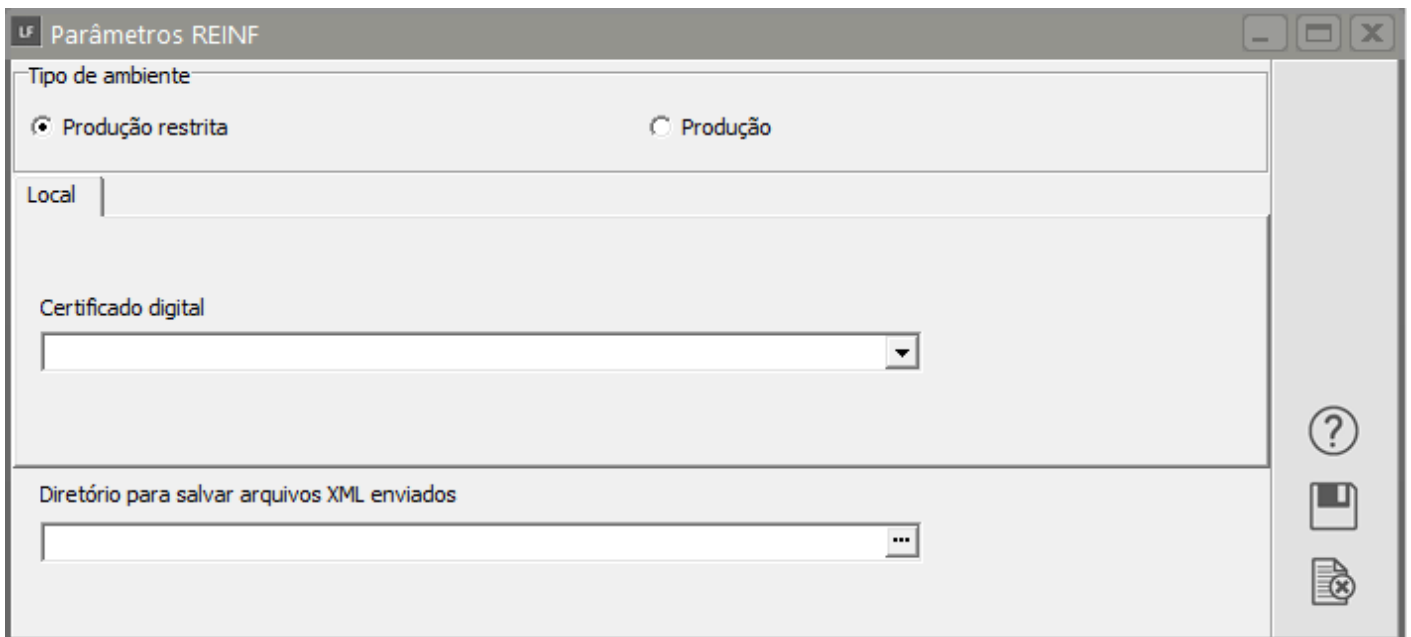 LF Parâmetros REINF
Tipo de ambiente
Produção restrita Produção
Local
Certificado digital
Diretório para salvar arquivos XML enviados
...